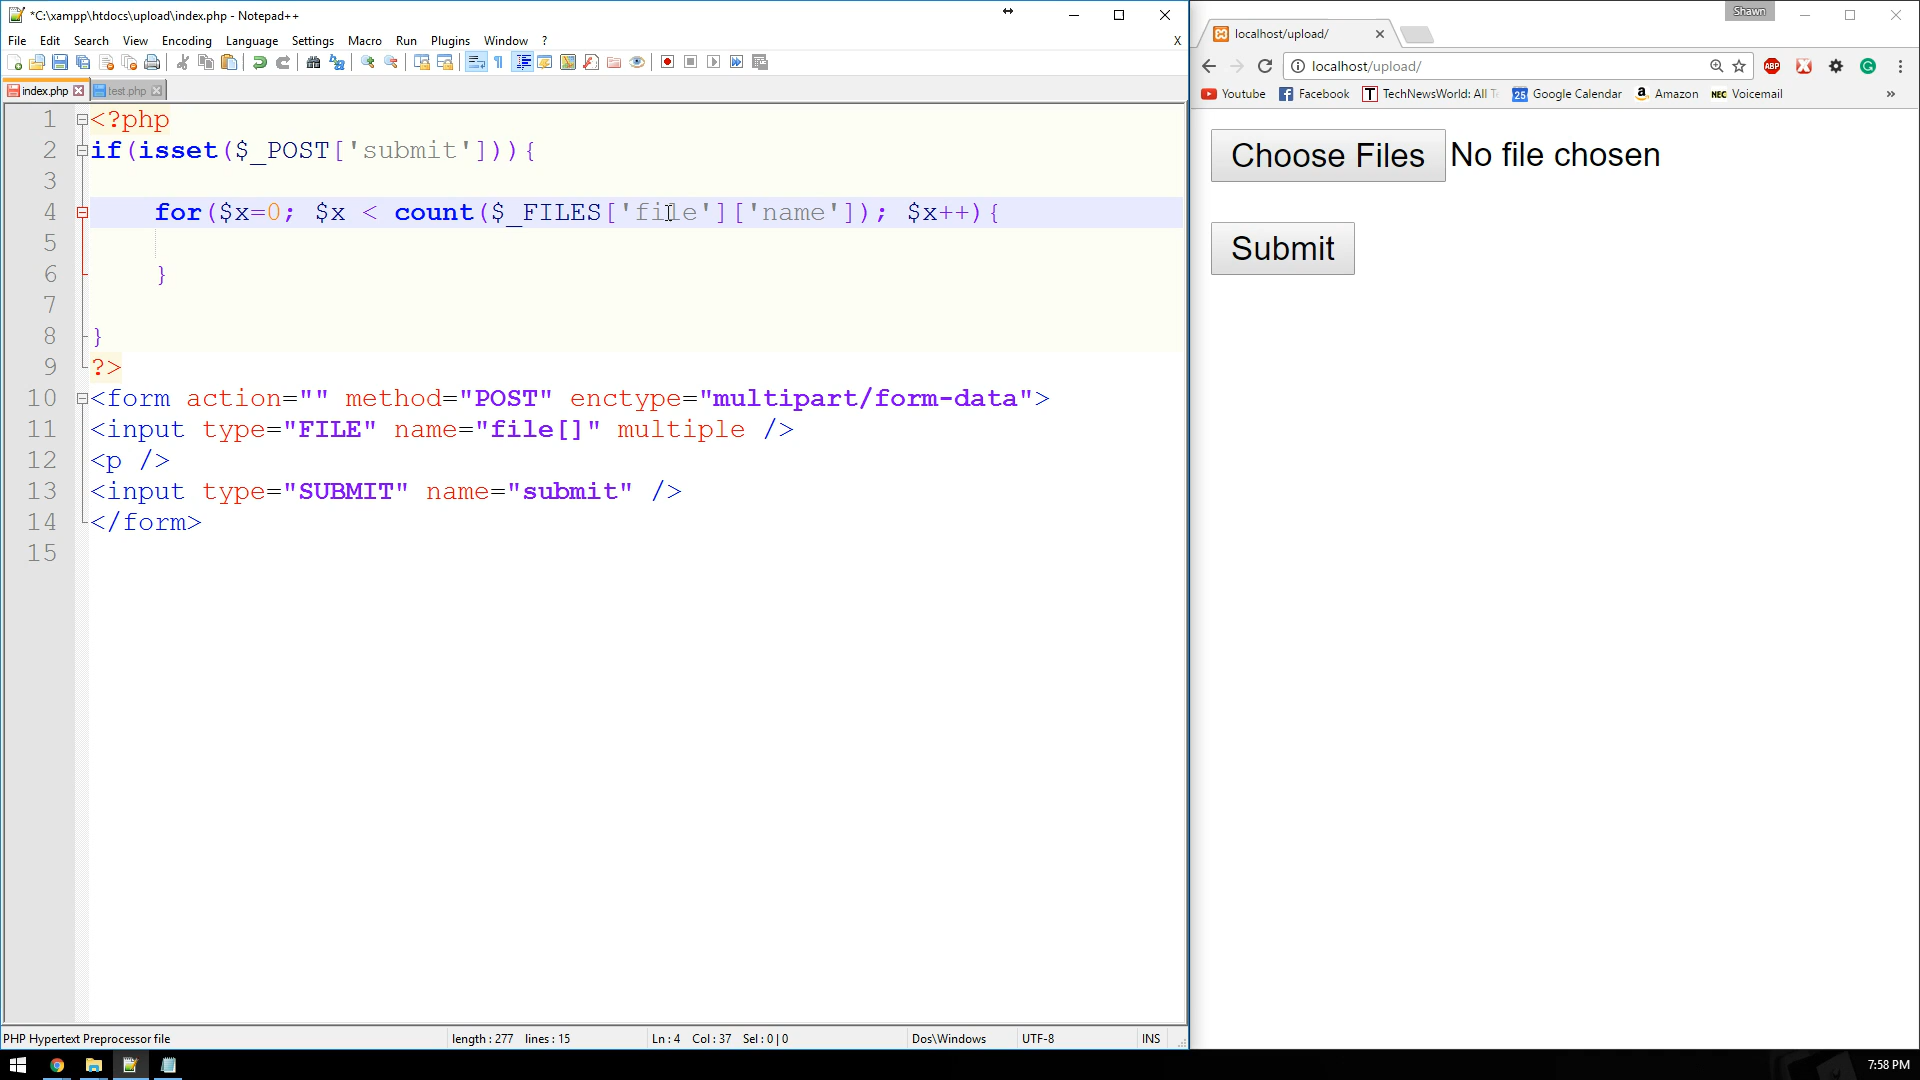 *C:\xampp\htdocs\upload\index.php - Notepad++
File Edit Search View Encoding Language Settings Macro Run Plugins Window ? X
index.php test.php
1 <?php
2 if(isset($_POST['submit'])){
3
4 for($x=0; $x < count($_FILES['file']['name']); $x++){
5
6 }
7
8 }
9 ?>
10 <form action="" method="POST" enctype="multipart/form-data">
11 <input type="FILE" name="file[]" multiple />
12 <p />
13 <input type="SUBMIT" name="submit" />
14 </form>
15
PHP Hypertext Preprocessor file length : 277 lines : 15 Ln : 4 Col : 37 Sel : 0 | 0 Dos\Windows UTF-8 INS
Shawn
localhost/upload/
localhost/upload/ ABP
Youtube Facebook T TechNewsWorld: All 25 Google Calendar a Amazon NEC Voicemail »
Choose Files No file chosen
Submit
7:58 PM